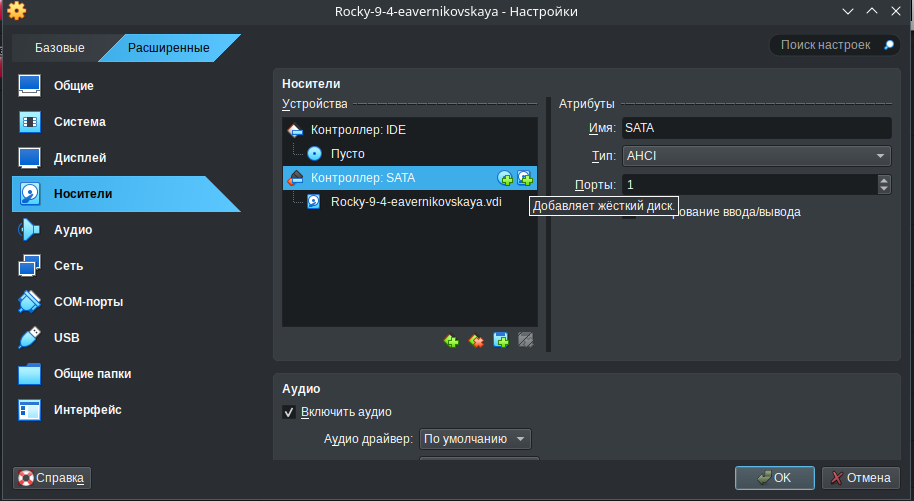 Rocky-9-4-eavernikovskaya - Настройки
Базовые Расширенные Поиск настроек
Общие
Система
Дисплей
Носители
Аудио
Сеть
COM-порты
USB
Общие папки
Интерфейс
Носители
Устройства
Контроллер: IDE
Пусто
Контроллер: SATA
Rocky-9-4-eavernikovskaya.vdi
Атрибуты
Имя: SATA
Тип: AHCI
Порты: 1
Добавляет жёсткий диск.
рование ввода/вывода
Аудио
Включить аудио
Аудио драйвер: По умолчанию
Справка OK Отмена